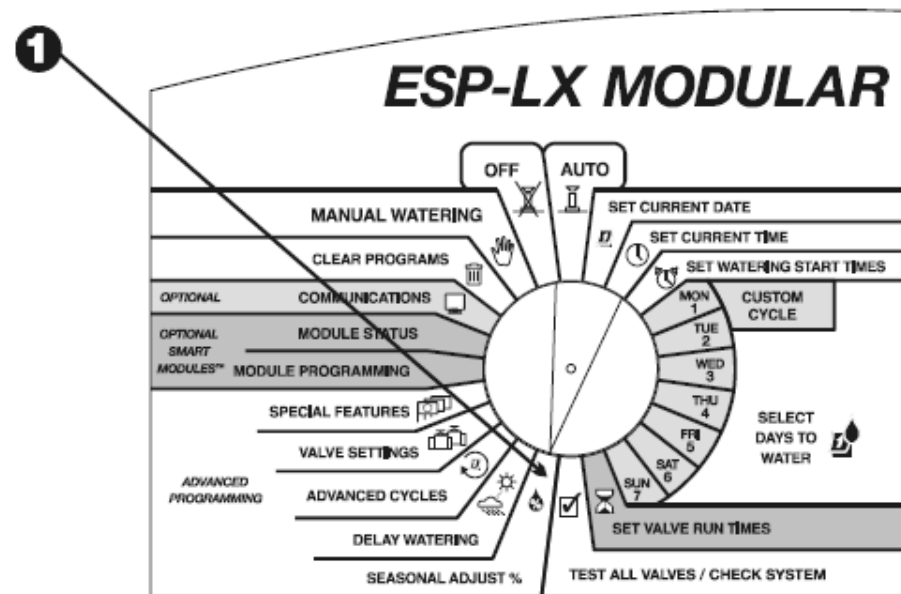 1
ESP-LX MODULAR
OFF
AUTO
MANUAL WATERING
SET CURRENT DATE
SET CURRENT TIME
CLEAR PROGRAMS
SET WATERING START TIMES
OPTIONAL
COMMUNICATIONS
MON
1
CUSTOM
CYCLE
OPTIONAL
SMART
MODULES™
MODULE STATUS
TUE
2
MODULE PROGRAMMING
WED
3
SPECIAL FEATURES
THU
4
SELECT
DAYS TO
WATER
VALVE SETTINGS
FRI
5
ADVANCED
PROGRAMMING
SAT
6
ADVANCED CYCLES
SUN
7
SET VALVE RUN TIMES
DELAY WATERING
SEASONAL ADJUST %
TEST ALL VALVES / CHECK SYSTEM